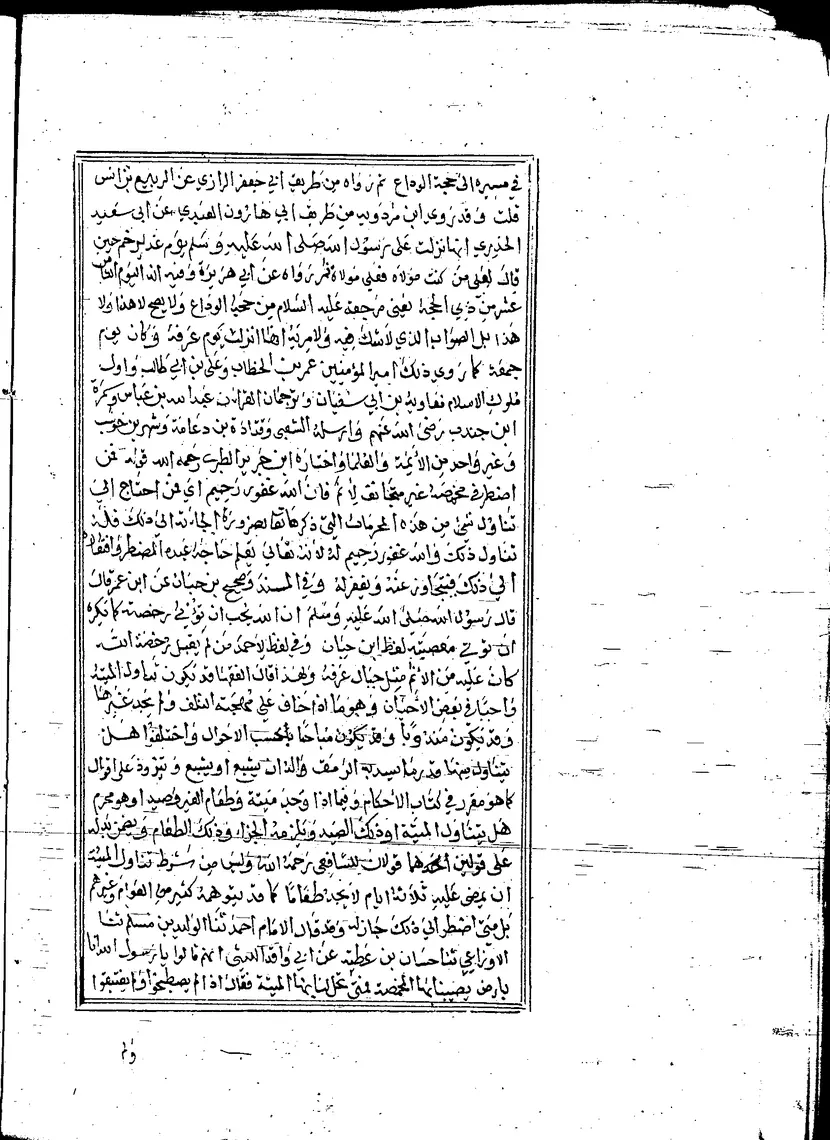 في مسيره الى حجة الوداع ثم رواه من طريق ابي جعفر الرازي عن الربيع بن انس
قلت وقد روى ابن مردويه من طريق ابي هارون العبدي عن ابي سعيد
الخدري انها نزلت على رسول الله صلى الله عليه وسلم يوم غدير خم حين
قال لعلي من كنت مولاه فعلي مولاه ثم رواه عن ابي هريرة وفيه انه اليوم الثامن
عشر من ذي الحجة يعني مرجعه عليه السلام من حجة الوداع ولا يصح لا هذا ولا
هذا بل الصواب الذي لا شك فيه ولا مرية انها انزلت يوم عرفة وكان يوم
جمعة كما روي ذلك امير المؤمنين عمر بن الخطاب وعلي بن ابي طالب واول
ملوك الاسلام معاوية بن ابي سفيان وترجمان القرآن عبد الله بن عباس وسمرة
ابن جندب رضي الله عنهم وارسله الشعبي وقتادة بن دعامة وشهر بن حوشب
وغير واحد من الأئمة والعلما واختاره ابن جرير الطبري رحمه الله قوله فمن
اضطر في مخمصة غير متجانف لاثم فان الله غفور رحيم اي فمن احتاج الى
تناول شيء من هذه المحرمات التي ذكرها تعالى لضرورة الجأته الى ذلك فله
تناول ذلك والله غفور رحيم له لأنه تعالى يعلم حاجة عبده المضطر وافتقاره
الى ذلك فيتجاوز عنه ويغفر له وفي المسند وصحيح بن حبان عن ابن عمر قال
قال رسول الله صلى الله عليه وسلم ان الله يحب ان تؤتى رخصته كما يكره
ان توتى معصيته لفظ ابن حبان وفي لفظ لاحمد من لم يقبل رخصة الله
كان عليه من الاثم مثل جبال عرفة ولهذا قال الفقها قد يكون تناول الميتة
واجبا في بعض الاحيان وهو ما اذا خاف على مهجته التلف ولم يجد غيرها
وقد يكون مندوبا وقد يكون مباحا بحسب الاحوال واختلفوا هل
يتناول منها قدر ما يسد به الرمق او له ان يشبع او يشبع ويتزود على اقوال
كما هو مقرر في كتاب الأحكام وفيما اذا وجد ميتة وطعام الغير او صيدا وهو محرم
هل يتناول الميتة او ذلك الصيد ويلزمه الجزاء او ذلك الطعام ويضمن بدله
على قولين هما قولان للشافعي رحمه الله وليس من شرط تناول الميتة
ان يمضي عليه ثلاثة ايام لا يجد طعاما كما قد يتوهمه كثير من العوام وغيرهم
بل متى اضطر الى ذلك جاز له وقد قال الامام احمد ثنا الوليد بن مسلم ثنا
الاوزاعي ثنا حسان بن عطية عن ابي واقد الليثي انهم قالوا يا رسول الله انا
بارض يصيبنا بها المخمصة فمتى تحل لنا بها الميتة فقال اذا لم يصطبحوا ولم يغتبقوا
ولم